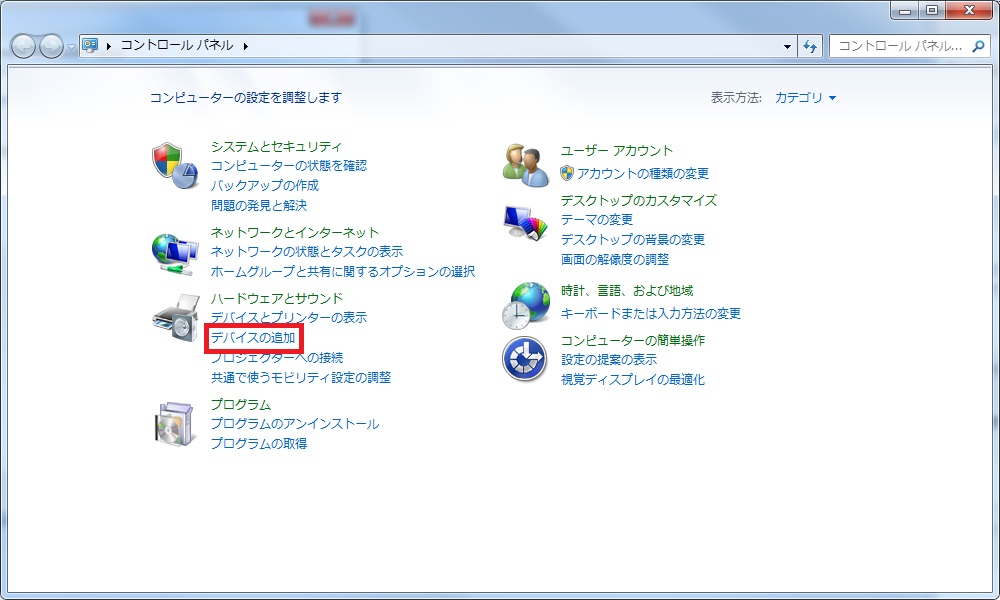 コントロール パネル
コントロール パネル...
コンピューターの設定を調整します
表示方法: カテゴリ
システムとセキュリティ
コンピューターの状態を確認
バックアップの作成
問題の発見と解決
ネットワークとインターネット
ネットワークの状態とタスクの表示
ホームグループと共有に関するオプションの選択
ハードウェアとサウンド
デバイスとプリンターの表示
デバイスの追加
プロジェクターへの接続
共通で使うモビリティ設定の調整
プログラム
プログラムのアンインストール
プログラムの取得
ユーザー アカウント
アカウントの種類の変更
デスクトップのカスタマイズ
テーマの変更
デスクトップの背景の変更
画面の解像度の調整
時計、言語、および地域
キーボードまたは入力方法の変更
コンピューターの簡単操作
設定の提案の表示
視覚ディスプレイの最適化